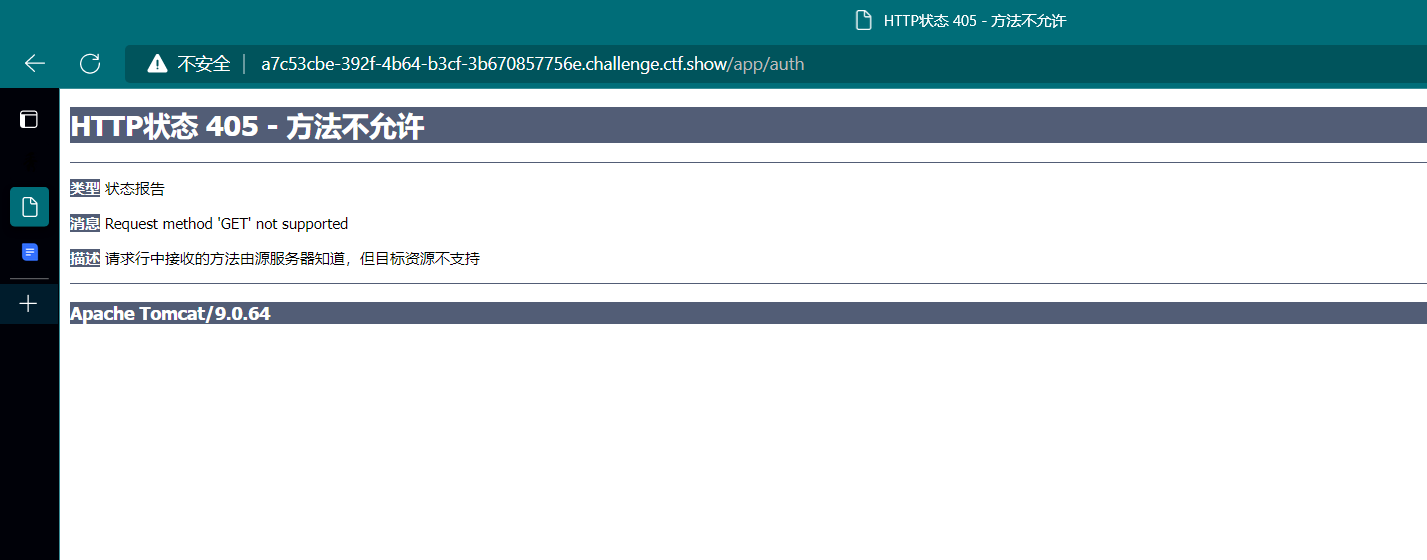 HTTP状态 405 - 方法不允许
不安全 | a7c53cbe-392f-4b64-b3cf-3b670857756e.challenge.ctf.show/app/auth
HTTP状态 405 - 方法不允许
类型 状态报告
消息 Request method 'GET' not supported
描述 请求行中接收的方法由源服务器知道，但目标资源不支持
Apache Tomcat/9.0.64